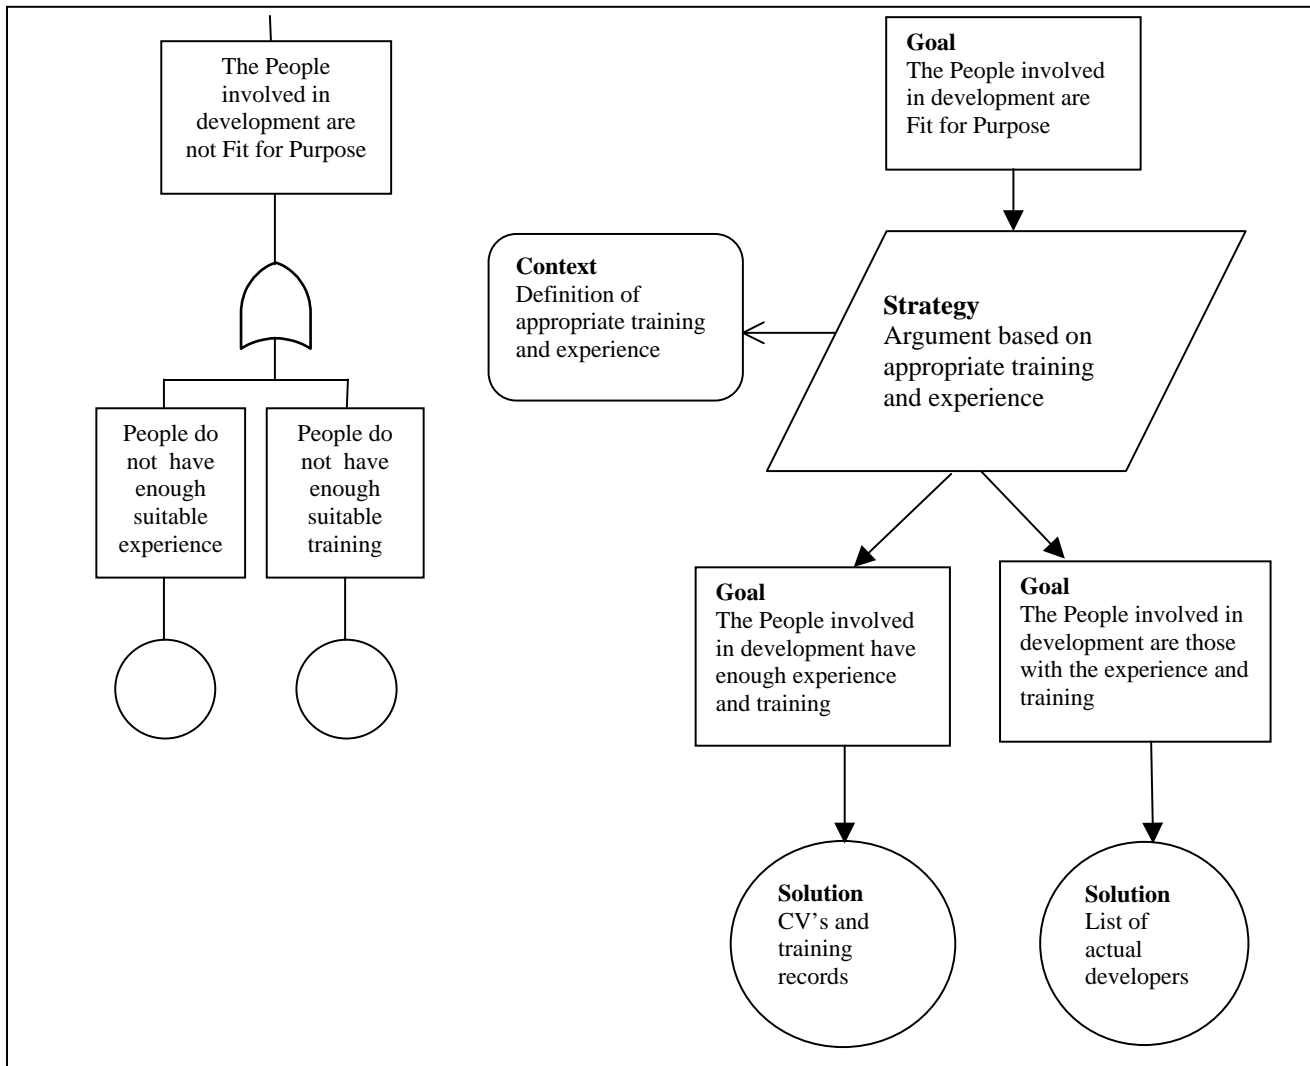 The People
involved in
development are
not Fit for Purpose
People do
not have
enough
suitable
experience
People do
not have
enough
suitable
training
Goal
The People involved
in development are
Fit for Purpose
Context
Definition of
appropriate training
and experience
Strategy
Argument based on
appropriate training
and experience
Goal
The People involved
in development have
enough experience
and training
Goal
The People involved in
development are those
with the experience and
training
Solution
CV’s and
training
records
Solution
List of
actual
developers